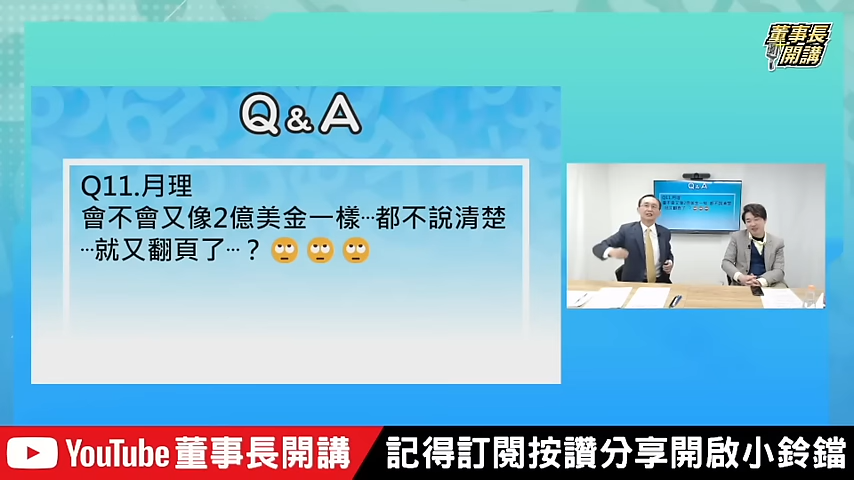 董事長
開講
Q & A
Q11.月理
會不會又像2億美金一樣…都不說清楚
…就又翻頁了…？🙄🙄🙄
Q & A
YouTube 董事長開講
記得訂閱按讚分享開啟小鈴鐺